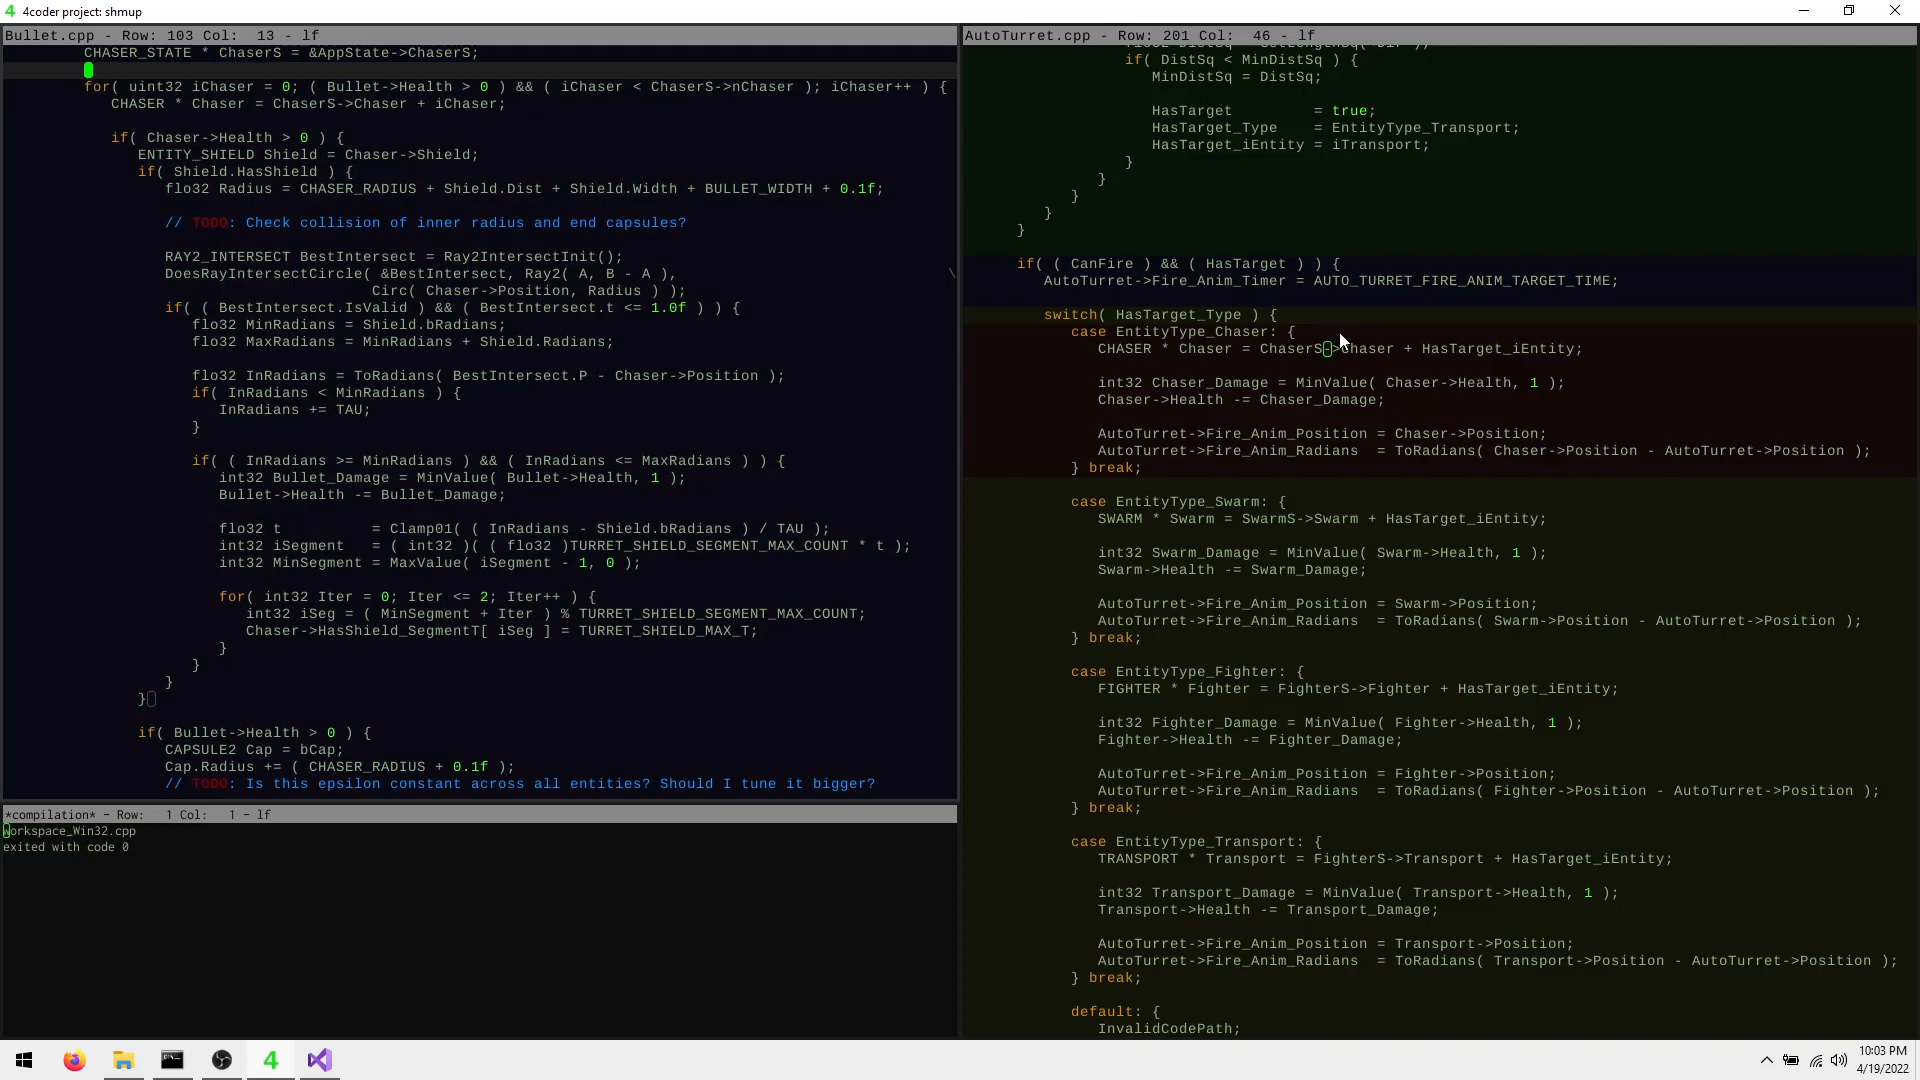 4 4coder project: shmup
Bullet.cpp - Row: 103 Col:  13 - lf
CHASER_STATE * ChaserS = &AppState->ChaserS;
for( uint32 iChaser = 0; ( Bullet->Health > 0 ) && ( iChaser < ChaserS->nChaser ); iChaser++ ) {
CHASER * Chaser = ChaserS->Chaser + iChaser;
if( Chaser->Health > 0 ) {
ENTITY_SHIELD Shield = Chaser->Shield;
if( Shield.HasShield ) {
flo32 Radius = CHASER_RADIUS + Shield.Dist + Shield.Width + BULLET_WIDTH + 0.1f;
// TODO: Check collision of inner radius and end capsules?
RAY2_INTERSECT BestIntersect = Ray2IntersectInit();
DoesRayIntersectCircle( &BestIntersect, Ray2( A, B - A ), \
Circ( Chaser->Position, Radius ) );
if( ( BestIntersect.IsValid ) && ( BestIntersect.t <= 1.0f ) ) {
flo32 MinRadians = Shield.bRadians;
flo32 MaxRadians = MinRadians + Shield.Radians;
flo32 InRadians = ToRadians( BestIntersect.P - Chaser->Position );
if( InRadians < MinRadians ) {
InRadians += TAU;
}
if( ( InRadians >= MinRadians ) && ( InRadians <= MaxRadians ) ) {
int32 Bullet_Damage = MinValue( Bullet->Health, 1 );
Bullet->Health -= Bullet_Damage;
flo32 t          = Clamp01( ( InRadians - Shield.bRadians ) / TAU );
int32 iSegment   = ( int32 )( ( flo32 )TURRET_SHIELD_SEGMENT_MAX_COUNT * t );
int32 MinSegment = MaxValue( iSegment - 1, 0 );
for( int32 Iter = 0; Iter <= 2; Iter++ ) {
int32 iSeg = ( MinSegment + Iter ) % TURRET_SHIELD_SEGMENT_MAX_COUNT;
Chaser->HasShield_SegmentT[ iSeg ] = TURRET_SHIELD_MAX_T;
}
}
}
}
if( Bullet->Health > 0 ) {
CAPSULE2 Cap = bCap;
Cap.Radius += ( CHASER_RADIUS + 0.1f );
// TODO: Is this epsilon constant across all entities? Should I tune it bigger?
*compilation* - Row:   1 Col:   1 - lf
workspace_Win32.cpp
exited with code 0
AutoTurret.cpp - Row: 201 Col:  46 - lf
if( DistSq < MinDistSq ) {
MinDistSq = DistSq;
HasTarget         = true;
HasTarget_Type    = EntityType_Transport;
HasTarget_iEntity = iTransport;
}
}
}
}
}
if( ( CanFire ) && ( HasTarget ) ) {
AutoTurret->Fire_Anim_Timer = AUTO_TURRET_FIRE_ANIM_TARGET_TIME;
switch( HasTarget_Type ) {
case EntityType_Chaser: {
CHASER * Chaser = ChaserS->Chaser + HasTarget_iEntity;
int32 Chaser_Damage = MinValue( Chaser->Health, 1 );
Chaser->Health -= Chaser_Damage;
AutoTurret->Fire_Anim_Position = Chaser->Position;
AutoTurret->Fire_Anim_Radians  = ToRadians( Chaser->Position - AutoTurret->Position );
} break;
case EntityType_Swarm: {
SWARM * Swarm = SwarmS->Swarm + HasTarget_iEntity;
int32 Swarm_Damage = MinValue( Swarm->Health, 1 );
Swarm->Health -= Swarm_Damage;
AutoTurret->Fire_Anim_Position = Swarm->Position;
AutoTurret->Fire_Anim_Radians  = ToRadians( Swarm->Position - AutoTurret->Position );
} break;
case EntityType_Fighter: {
FIGHTER * Fighter = FighterS->Fighter + HasTarget_iEntity;
int32 Fighter_Damage = MinValue( Fighter->Health, 1 );
Fighter->Health -= Fighter_Damage;
AutoTurret->Fire_Anim_Position = Fighter->Position;
AutoTurret->Fire_Anim_Radians  = ToRadians( Fighter->Position - AutoTurret->Position );
} break;
case EntityType_Transport: {
TRANSPORT * Transport = FighterS->Transport + HasTarget_iEntity;
int32 Transport_Damage = MinValue( Transport->Health, 1 );
Transport->Health -= Transport_Damage;
AutoTurret->Fire_Anim_Position = Transport->Position;
AutoTurret->Fire_Anim_Radians  = ToRadians( Transport->Position - AutoTurret->Position );
} break;
default: {
InvalidCodePath;
4
10:03 PM
4/19/2022